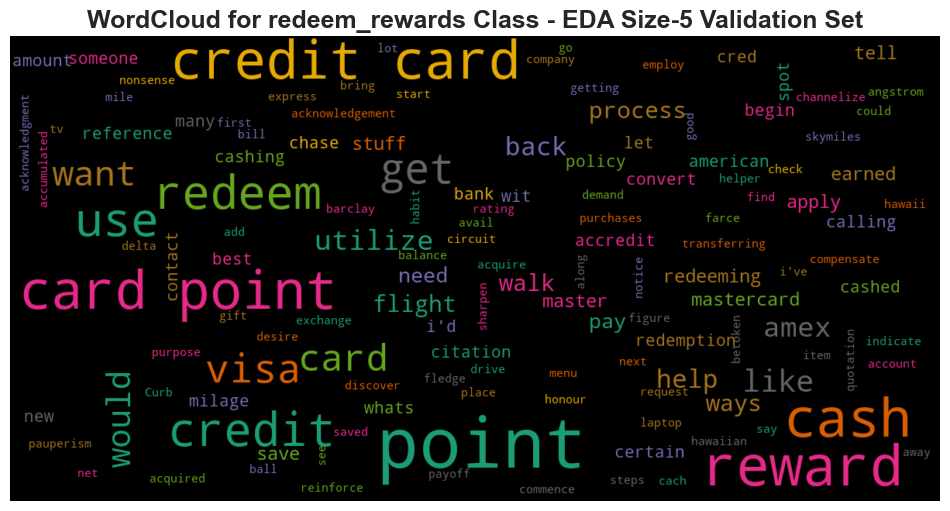 WordCloud for redeem_rewards Class - EDA Size-5 Validation Set
lot
go
credit card
company
cred
tell
amount
someone
nonsense
bring
employ
spot
mile
express
start
getting
channelize
angstrom
acknowledgment
accumulated
tv
reference
many
first
bill
acknowledgement
process
good
begin
could
skymiles
chase
stuff
let
cashing
back
policy
american
check
want
get
convert
helper
earned
redeem
bank
wit
demand
find
apply
hawaii
use
barclay
habit
avail
rating
purchases
farce
calling
delta
add
utilize
circuit
accredit
transferring
contact
best
balance
along
notice
compensate
card point
need
acquire
walk
redeeming
i've
cashed
gift
flight
sharpen
master
mastercard
exchange
i'd
pay
figure
amex
desire
redemption
betoken
indicate
purpose
card
citation
item
quotation
account
visa
drive
next
would
discover
fledge
menu
help
like
Curb
milage
place
honour
request
ways
new
whats
cash
credit
saved
point
laptop
say
pauperism
save
see
certain
hawaiian
away
net
ball
payoff
steps
cach
reward
acquired
reinforce
commence